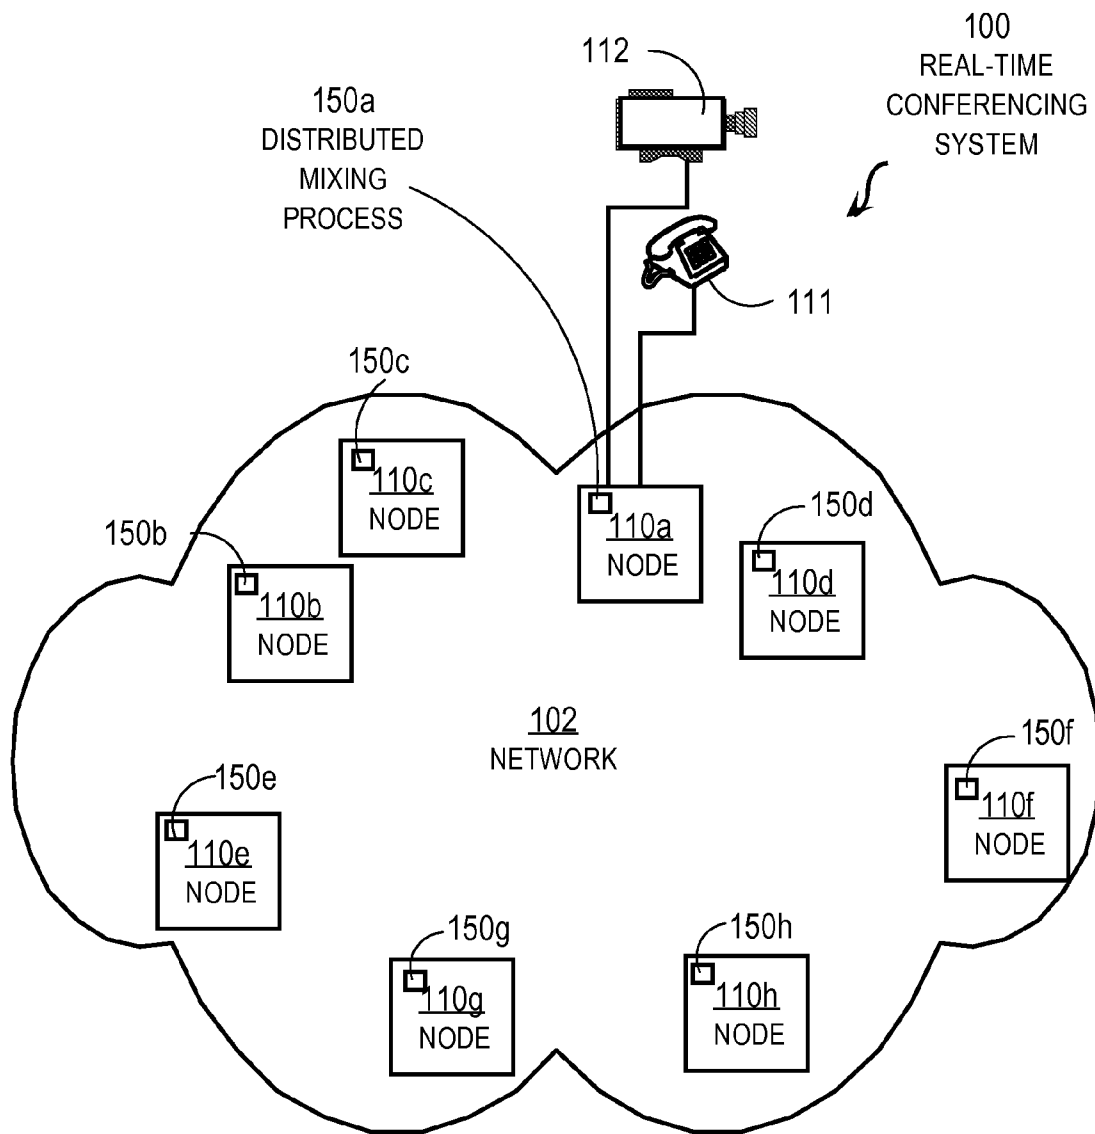 100
REAL-TIME
CONFERENCING
SYSTEM
112
150a
DISTRIBUTED
MIXING
PROCESS
111
150c
110c
NODE
150b
110b
NODE
110a
NODE
150d
110d
NODE
102
NETWORK
150f
110f
NODE
150e
110e
NODE
150g
110g
NODE
150h
110h
NODE